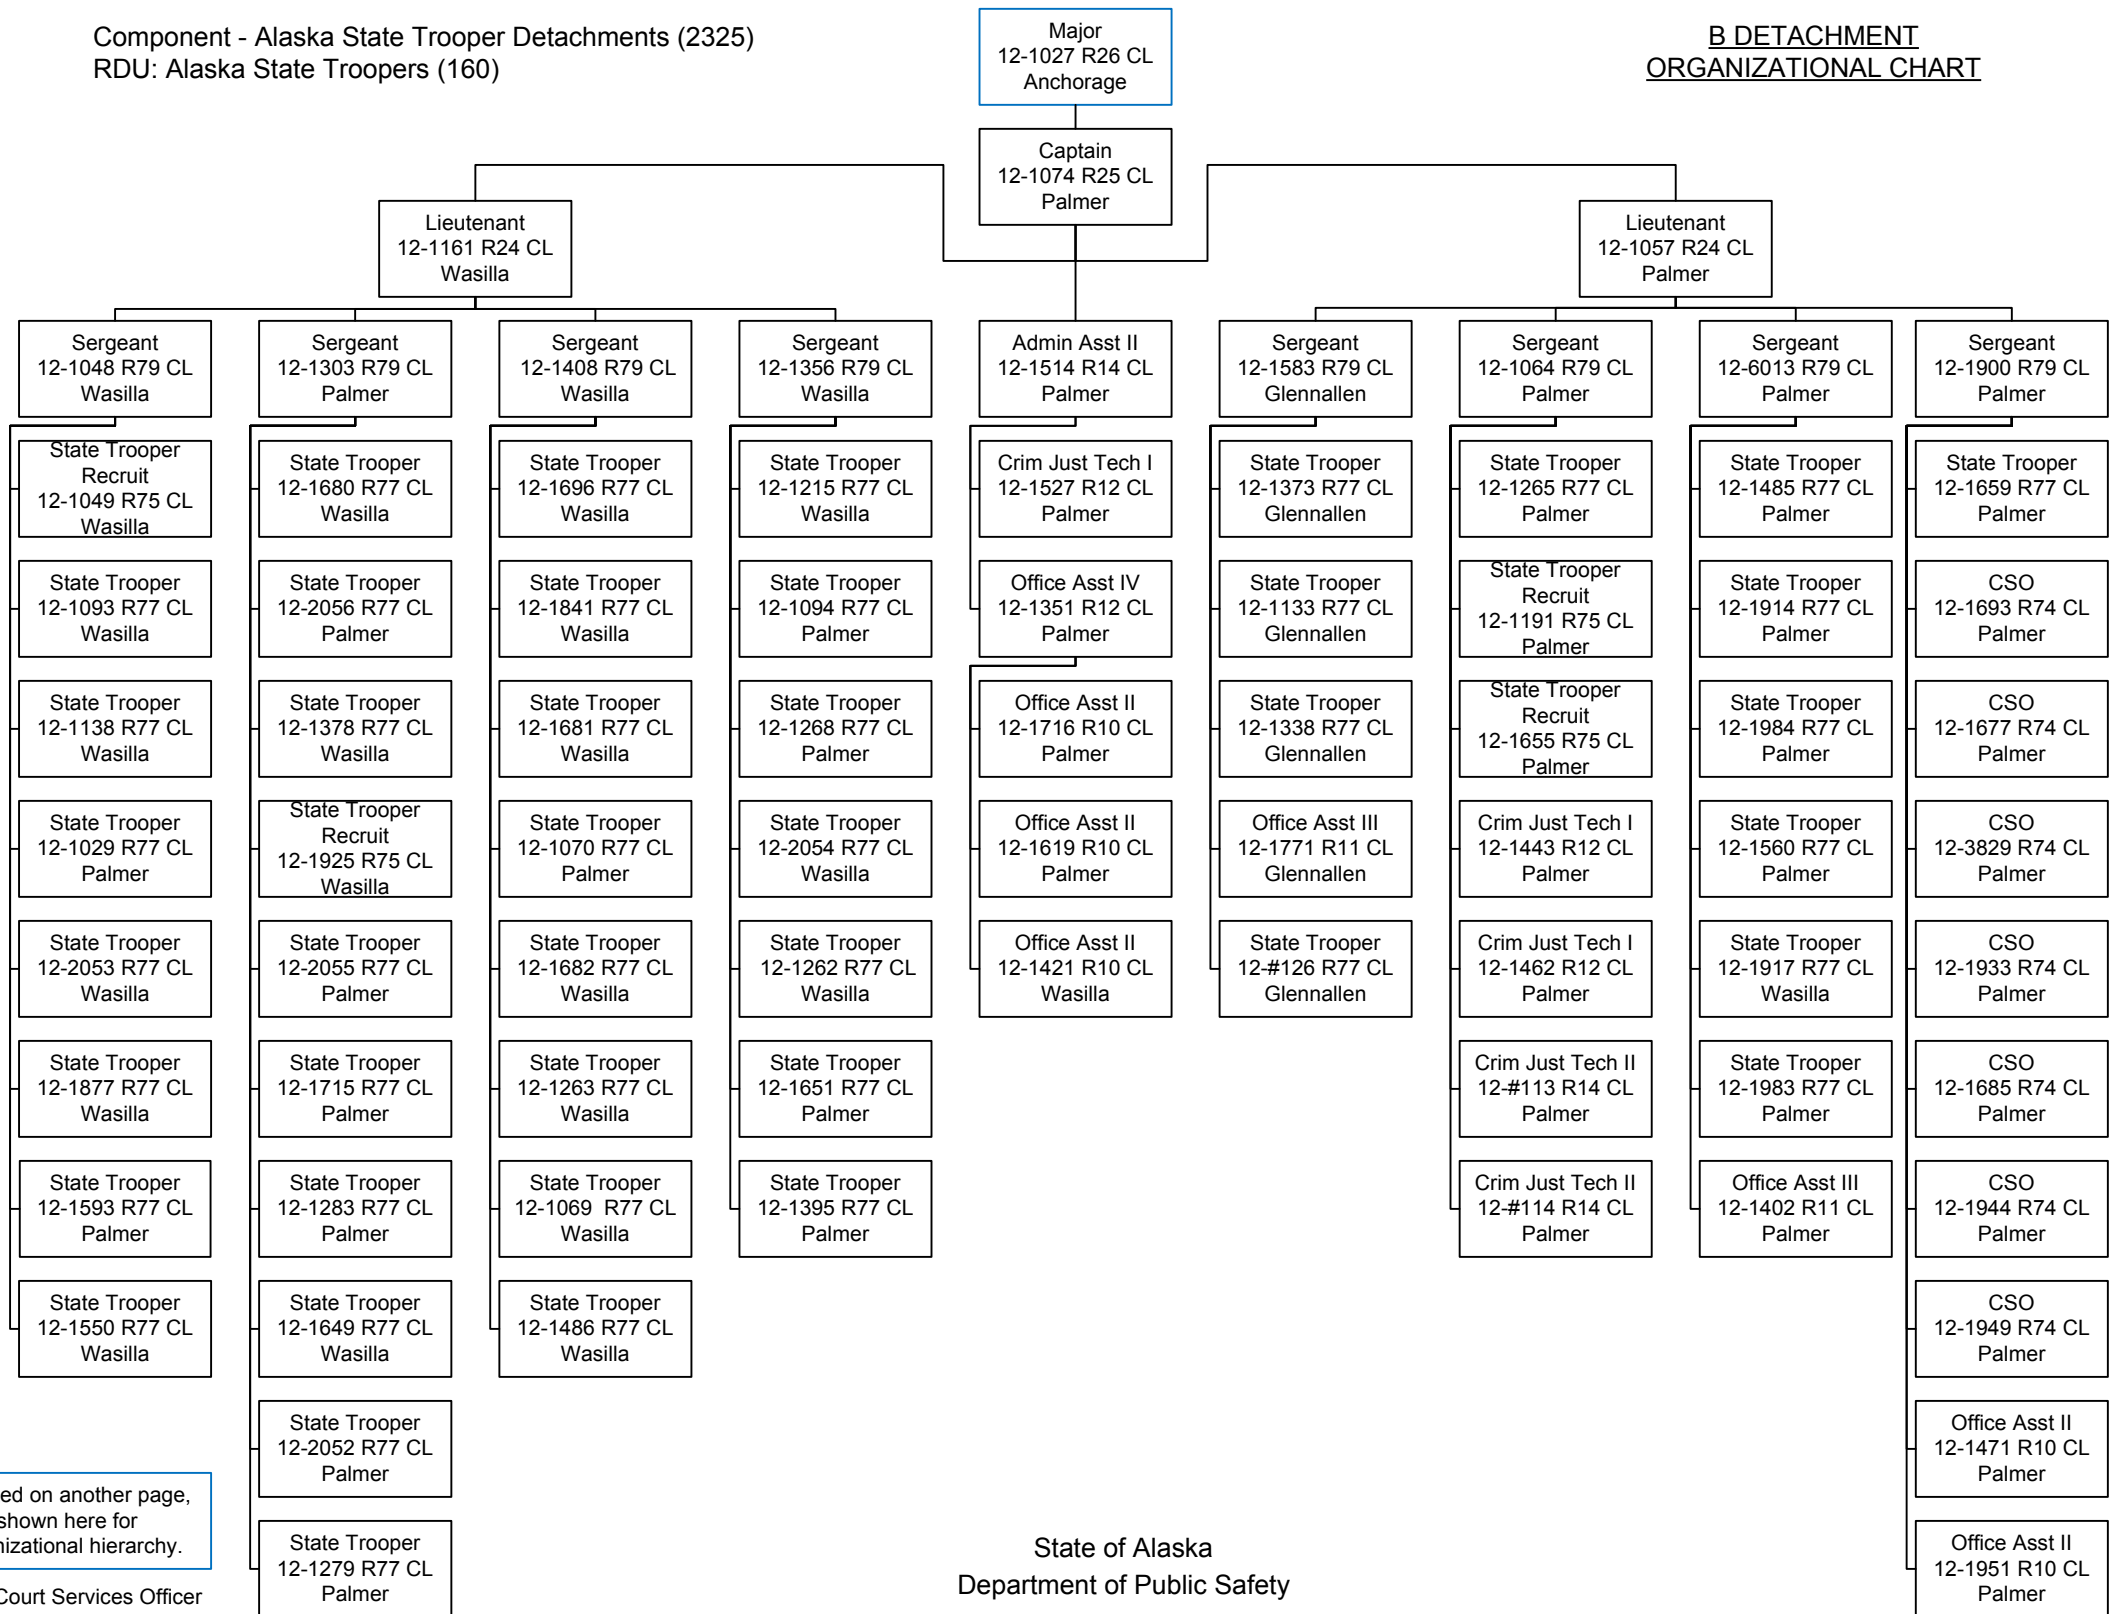 Component - Alaska State Trooper Detachments (2325)
RDU: Alaska State Troopers (160)
B DETACHMENT
ORGANIZATIONAL CHART
Major
12-1027 R26 CL
Anchorage
Captain
12-1074 R25 CL
Palmer
Lieutenant
12-1161 R24 CL
Wasilla
Lieutenant
12-1057 R24 CL
Palmer
Sergeant
12-1048 R79 CL
Wasilla
State Trooper
Recruit
12-1049 R75 CL
Wasilla
State Trooper
12-1093 R77 CL
Wasilla
State Trooper
12-1138 R77 CL
Wasilla
State Trooper
12-1029 R77 CL
Palmer
State Trooper
12-2053 R77 CL
Wasilla
State Trooper
12-1877 R77 CL
Wasilla
State Trooper
12-1593 R77 CL
Palmer
State Trooper
12-1550 R77 CL
Wasilla
Sergeant
12-1303 R79 CL
Palmer
State Trooper
12-1680 R77 CL
Wasilla
State Trooper
12-2056 R77 CL
Palmer
State Trooper
12-1378 R77 CL
Wasilla
State Trooper
Recruit
12-1925 R75 CL
Wasilla
State Trooper
12-2055 R77 CL
Palmer
State Trooper
12-1715 R77 CL
Palmer
State Trooper
12-1283 R77 CL
Palmer
State Trooper
12-1649 R77 CL
Wasilla
State Trooper
12-2052 R77 CL
Palmer
State Trooper
12-1279 R77 CL
Palmer
Sergeant
12-1408 R79 CL
Wasilla
State Trooper
12-1696 R77 CL
Wasilla
State Trooper
12-1841 R77 CL
Wasilla
State Trooper
12-1681 R77 CL
Wasilla
State Trooper
12-1070 R77 CL
Palmer
State Trooper
12-1682 R77 CL
Wasilla
State Trooper
12-1263 R77 CL
Wasilla
State Trooper
12-1069 R77 CL
Wasilla
State Trooper
12-1486 R77 CL
Wasilla
Sergeant
12-1356 R79 CL
Wasilla
State Trooper
12-1215 R77 CL
Wasilla
State Trooper
12-1094 R77 CL
Palmer
State Trooper
12-1268 R77 CL
Palmer
State Trooper
12-2054 R77 CL
Wasilla
State Trooper
12-1262 R77 CL
Wasilla
State Trooper
12-1651 R77 CL
Palmer
State Trooper
12-1395 R77 CL
Palmer
Admin Asst II
12-1514 R14 CL
Palmer
Crim Just Tech I
12-1527 R12 CL
Palmer
Office Asst IV
12-1351 R12 CL
Palmer
Office Asst II
12-1716 R10 CL
Palmer
Office Asst II
12-1619 R10 CL
Palmer
Office Asst II
12-1421 R10 CL
Wasilla
Sergeant
12-1583 R79 CL
Glennallen
State Trooper
12-1373 R77 CL
Glennallen
State Trooper
12-1133 R77 CL
Glennallen
State Trooper
12-1338 R77 CL
Glennallen
Office Asst III
12-1771 R11 CL
Glennallen
State Trooper
12-#126 R77 CL
Glennallen
Sergeant
12-1064 R79 CL
Palmer
State Trooper
12-1265 R77 CL
Palmer
State Trooper
Recruit
12-1191 R75 CL
Palmer
State Trooper
Recruit
12-1655 R75 CL
Palmer
Crim Just Tech I
12-1443 R12 CL
Palmer
Crim Just Tech I
12-1462 R12 CL
Palmer
Crim Just Tech II
12-#113 R14 CL
Palmer
Crim Just Tech II
12-#114 R14 CL
Palmer
Sergeant
12-6013 R79 CL
Palmer
State Trooper
12-1485 R77 CL
Palmer
State Trooper
12-1914 R77 CL
Palmer
State Trooper
12-1984 R77 CL
Palmer
State Trooper
12-1560 R77 CL
Palmer
State Trooper
12-1917 R77 CL
Wasilla
State Trooper
12-1983 R77 CL
Palmer
Office Asst III
12-1402 R11 CL
Palmer
Sergeant
12-1900 R79 CL
Palmer
State Trooper
12-1659 R77 CL
Palmer
CSO
12-1693 R74 CL
Palmer
CSO
12-1677 R74 CL
Palmer
CSO
12-3829 R74 CL
Palmer
CSO
12-1933 R74 CL
Palmer
CSO
12-1685 R74 CL
Palmer
CSO
12-1944 R74 CL
Palmer
CSO
12-1949 R74 CL
Palmer
Office Asst II
12-1471 R10 CL
Palmer
Office Asst II
12-1951 R10 CL
Palmer
on another page,
shown here for
hierarchy.
Court Services Officer
State of Alaska
Department of Public Safety